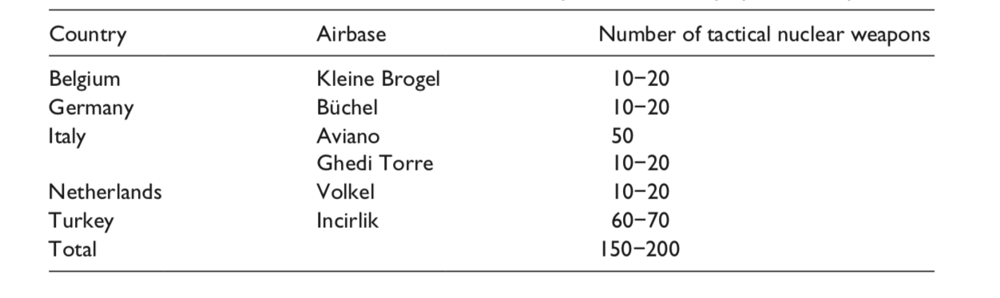 Country Airbase Number of tactical nuclear weapons
Belgium Kleine Brogel 10–20
Germany Büchel 10–20
Italy Aviano 50
Ghedi Torre 10–20
Netherlands Volkel 10–20
Turkey Incirlik 60–70
Total 150–200